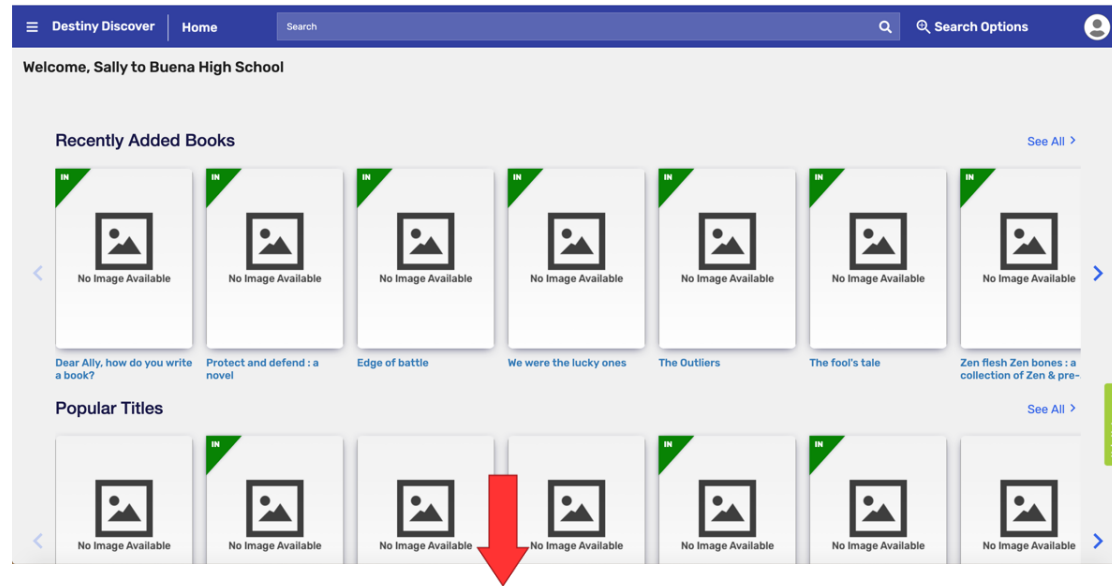 Destiny Discover Home Search Search Options
Welcome, Sally to Buena High School
Recently Added Books See All
IN IN IN IN IN IN IN
No Image Available No Image Available No Image Available No Image Available No Image Available No Image Available No Image Available
Dear Ally, how do you write Protect and defend : a Edge of battle We were the lucky ones The Outliers The fool's tale Zen flesh Zen bones : a
a book? novel collection of Zen & pre-
Popular Titles See All
IN IN IN
No Image Available No Image Available No Image Available No Image Available No Image Available No Image Available No Image Available